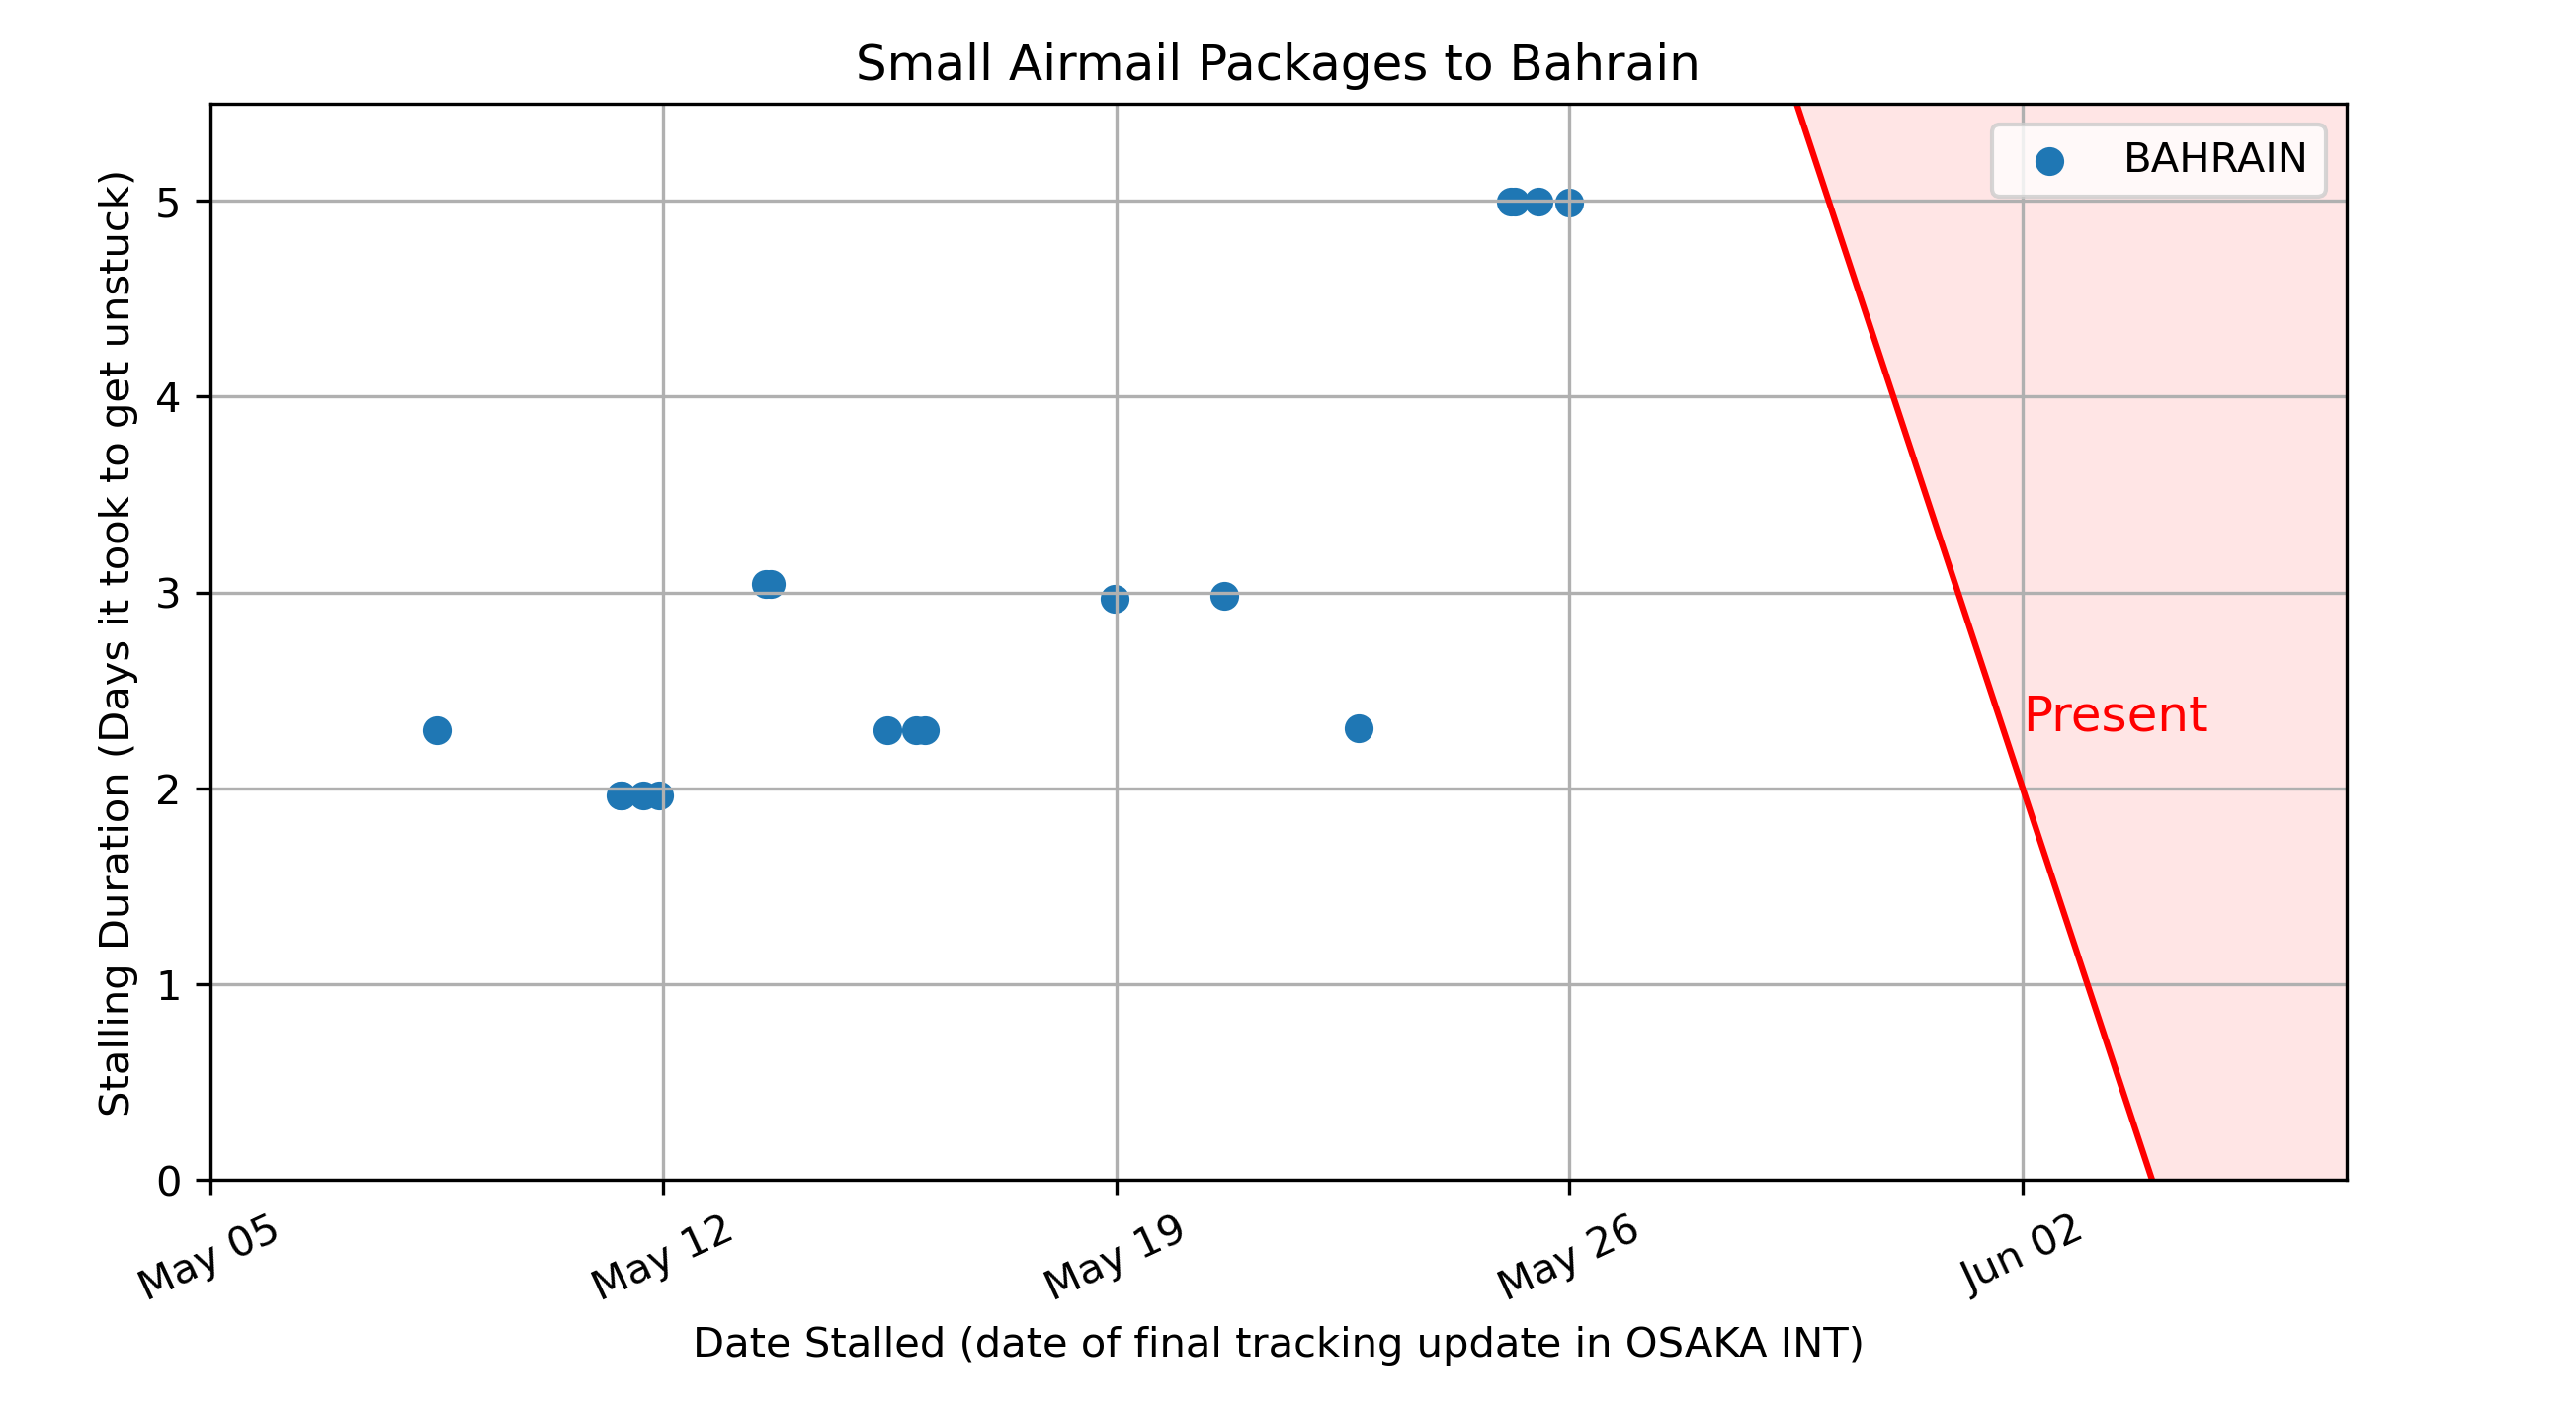 Small Airmail Packages to Bahrain
BAHRAIN
Stalling Duration (Days it took to get unstuck)
5
4
3
2
1
0
Present
May 05
May 12
May 19
May 26
Jun 02
Date Stalled (date of final tracking update in OSAKA INT)